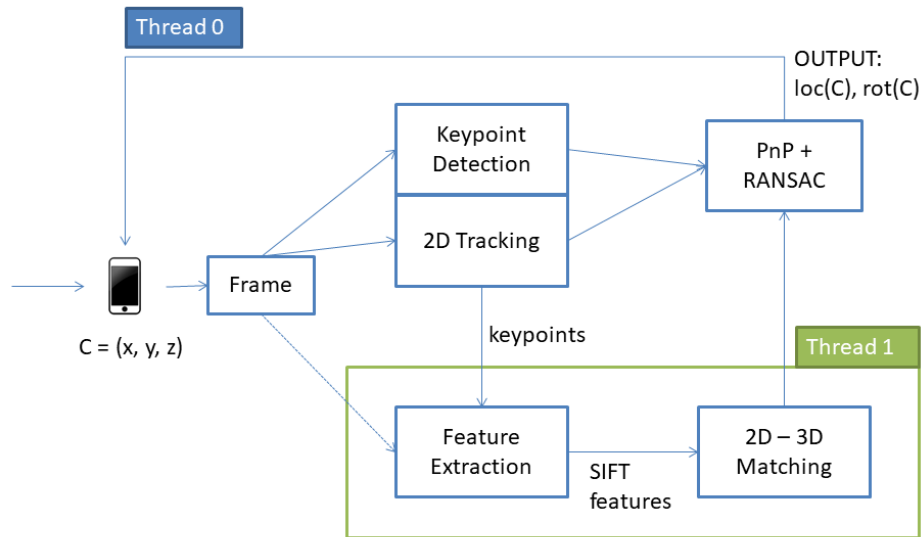 Thread 0
OUTPUT:
loc(C), rot(C)
Keypoint
Detection
PnP +
RANSAC
2D Tracking
Frame
C = (x, y, z)
keypoints
Thread 1
Feature
Extraction
SIFT
features
2D – 3D
Matching